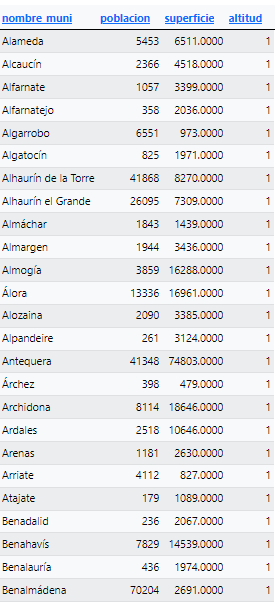 nombre muni poblacion superficie altitud
Alameda 5453 6511.0000 1
Alcaucín 2366 4518.0000 1
Alfarnate 1057 3399.0000 1
Alfarnatejo 358 2036.0000 1
Algarrobo 6551 973.0000 1
Algatocín 825 1971.0000 1
Alhaurín de la Torre 41868 8270.0000 1
Alhaurín el Grande 26095 7309.0000 1
Almáchar 1843 1439.0000 1
Almargen 1944 3436.0000 1
Almogía 3859 16288.0000 1
Álora 13336 16961.0000 1
Alozaina 2090 3385.0000 1
Alpandeire 261 3124.0000 1
Antequera 41348 74803.0000 1
Árchez 398 479.0000 1
Archidona 8114 18646.0000 1
Ardales 2518 10646.0000 1
Arenas 1181 2630.0000 1
Arriate 4112 827.0000 1
Atajate 179 1089.0000 1
Benadalid 236 2067.0000 1
Benahavís 7829 14539.0000 1
Benalauría 436 1974.0000 1
Benalmádena 70204 2691.0000 1